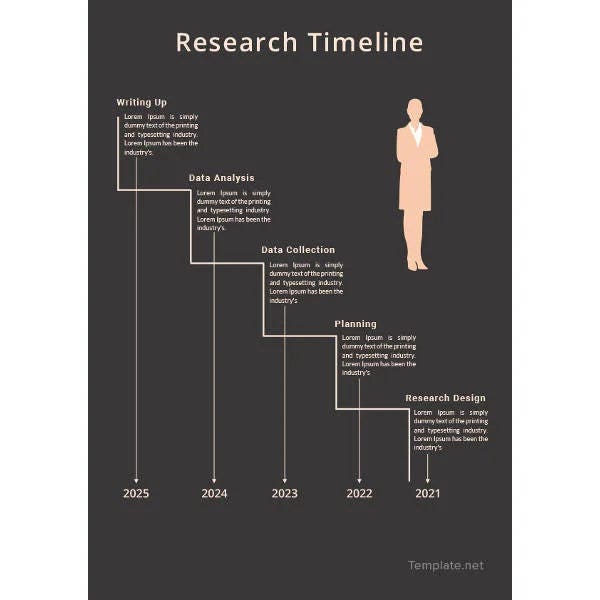 Research Timeline
Writing Up
Lorem Ipsum is simply
dummy text of the printing
and typesetting industry.
Lorem Ipsum has been the
industry's.
Data Analysis
Lorem Ipsum is simply
dummy text of the printing
and typesetting industry.
Lorem Ipsum has been the
industry's.
Data Collection
Lorem Ipsum is simply
dummy text of the printing
and typesetting industry.
Lorem Ipsum has been the
industry's
Planning
Lorem Ipsum is simply
dummy text of the printing
and typesetting industry.
Lorem Ipsum has been the
industry's
Research Design
Lorem Ipsum is simply
dummy text of the printing
and typesetting industry.
Lorem Ipsum has been the
industry's
2025 2024 2023 2022 2021
Template.net